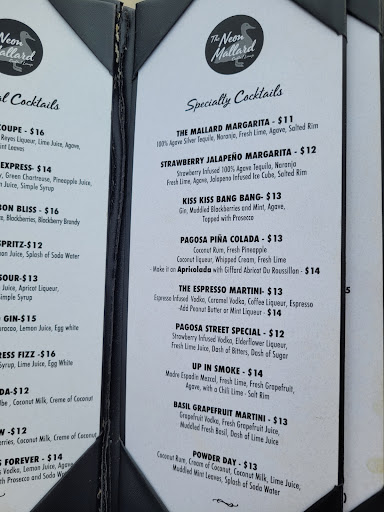 Neon
Mallard
al Cocktails
COUPE - $16
Reyes Liqueur, Lime Juice, Agave,
int Leaves
EXPRESS- $14
y, Green Chartreuse, Pineapple Juice,
n Juice, Simple Syrup
BON BLISS - $16
e, Blackberries, Blackberry Brandy
SPRITZ-$12
on Juice, Splash of Soda Water
SOUR-$13
Apricot Liqueur,
Simple Syrup
GIN-$15
uracao, Lemon Juice, Egg white
RESS FIZZ -$16
Syrup, Lime Juice, Egg White
DA-$12
Coconut Milk, Creme of Coconut
W -$12
erries, Coconut Milk, Creme of Coconut
S FOREVER - $14
Vodka, Lemon Juice, Agave
th Prosecco and Soda Water
The Neon
Mallard
Specialty Cocktails
THE MALLARD MARGARITA - $11
100% Agave Silver Tequila, Naranjo, Fresh Lime, Agave, Salted Rim
STRAWBERRY JALAPEÑO MARGARITA - $12
Strawberry Infused 100% Agave Tequila, Naranjo
Fresh Lime, Agave, Jalapeno Infused Ice Cube, Salted Rim
KISS KISS BANG BANG- $13
Gin, Muddled Blackberries and Mint, Agave,
Topped with Prosecco
PAGOSA PIÑA COLADA - $13
Coconut Rum, Fresh Pineapple
Coconut liqueur, Whipped Cream, Fresh Lime
- Make it an Apricolada with Giffard Abricot Du Roussillon - $14
THE ESPRESSO MARTINI- $13
Espresso Infused Vodka, Caramel Vodka, Coffee Liqueur, Espresso
-Add Peanut Butter or Mint Liqueur - $14
PAGOSA STREET SPECIAL - $12
Strawberry Infused Vodka, Elderflower Liqueur,
Fresh Lime Juice, Dash of Bitters, Dash of Sugar
UP IN SMOKE - $14
Madre Espadin Mezcal, Fresh Lime, Fresh Grapefruit,
Agave, with a Chili Lime - Salt Rim
BASIL GRAPEFRUIT MARTINI - $13
Grapefruit Vodka, Fresh Grapefruit Juice,
Muddled Fresh Basil, Dash of Lime Juice
POWDER DAY - $13
Coconut Rum, Cream of Coconut, Coconut Milk, Lime Juice,
Muddled Mint Leaves, Splash of Soda Water